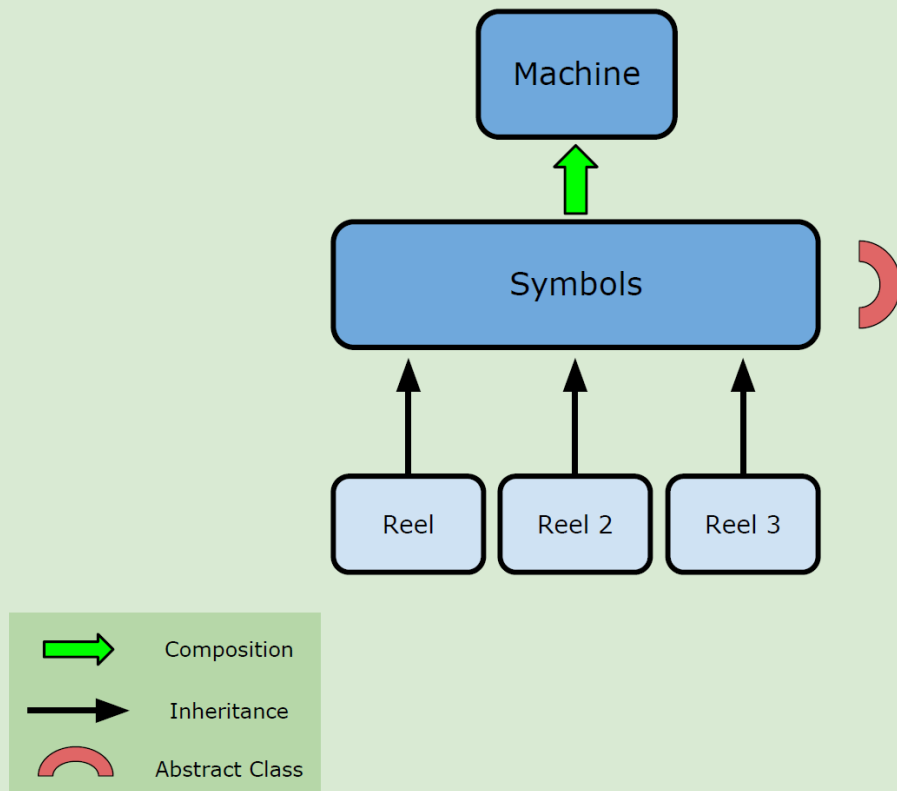 Machine
Symbols
Reel
Reel 2
Reel 3
Composition
Inheritance
Abstract Class